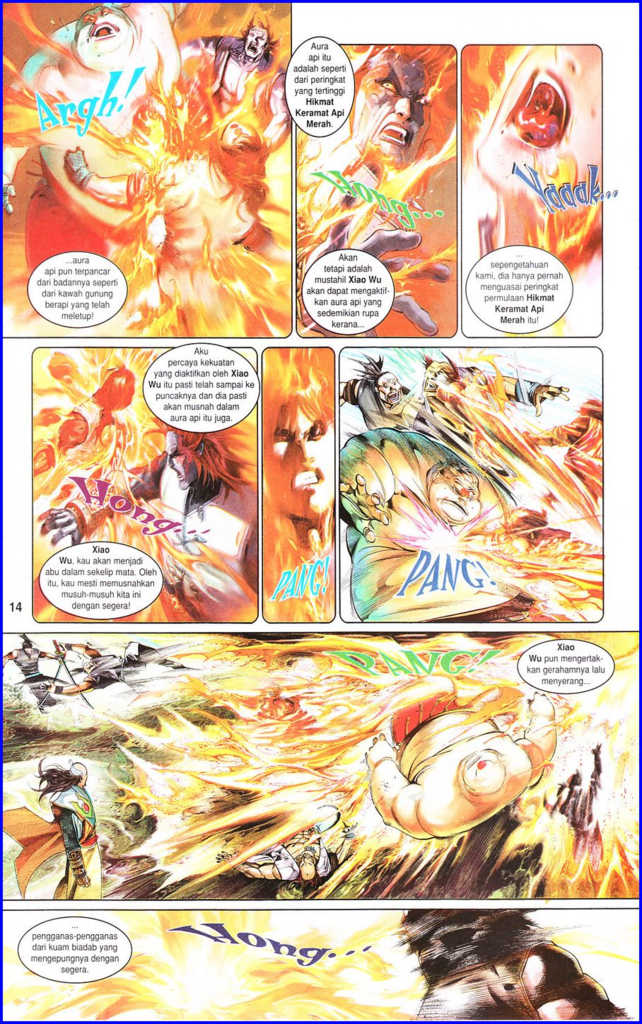 Argh!
...aura
api pun terpancar
dari badannya seperti
dari kawah gunung
berapi yang telah
meletup!
Aura
api itu
adalah seperti
dari peringkat
yang tertinggi
Hikmat
Keramat Api
Merah.
Hong...
Akan
tetapi adalah
mustahil Xiao Wu
akan dapat mengaktif-
kan aura api yang
sedemikian rupa
kerana...
Yaaak...
...
sepengetahuan
kami, dia hanya pernah
menguasai peringkat
permulaan Hikmat
Keramat Api
Merah itu!
Aku
percaya kekuatan
yang diaktifkan oleh Xiao
Wu itu pasti telah sampai ke
puncaknya dan dia pasti
akan musnah dalam
aura api itu juga.
Hong...
Xiao
Wu, kau akan menjadi
abu dalam sekelip mata. Oleh
itu, kau mesti memusnahkan
musuh-musuh kita ini
dengan segera!
PANG!
PANG!
14
PANG!
Xiao
Wu pun mengertak-
kan gerahamnya lalu
menyerang...
...
pengganas-pengganas
dari kuam biadab yang
mengepungnya dengan
segera.
Hong...